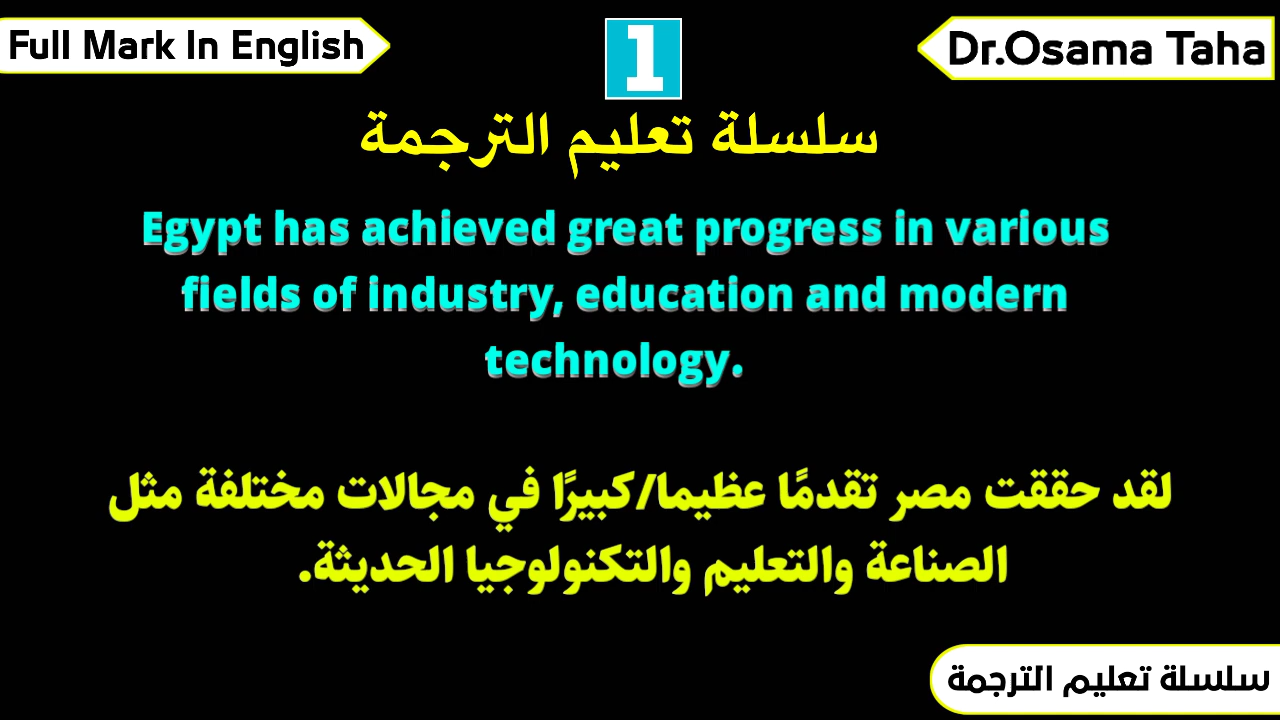 Full Mark In English
1
Dr.Osama Taha
سلسلة تعليم الترجمة
Egypt has achieved great progress in various
fields of industry, education and modern
technology.
لقد حققت مصر تقدمًا عظيما/كبيرًا في مجالات مختلفة مثل
الصناعة والتعليم والتكنولوجيا الحديثة.
سلسلة تعليم الترجمة